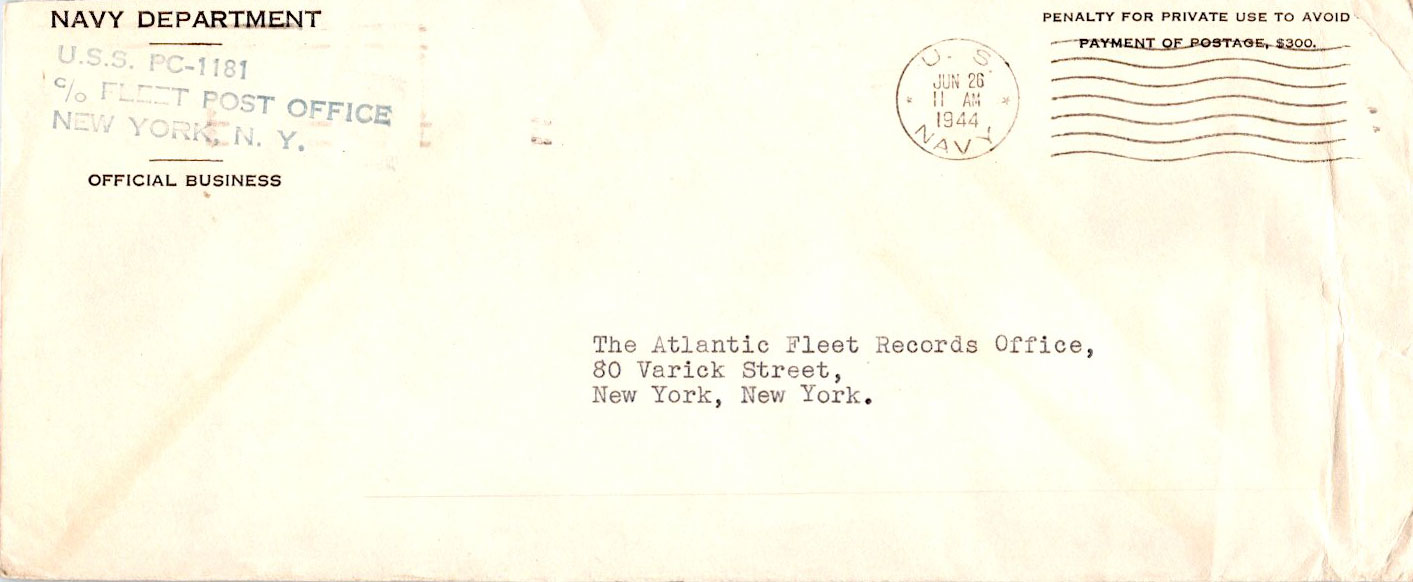 NAVY DEPARTMENT
U.S.S. PC-1181
c/o FLEET POST OFFICE
NEW YORK, N. Y.
OFFICIAL BUSINESS
PENALTY FOR PRIVATE USE TO AVOID
PAYMENT OF POSTAGE, $300.
U. S.
JUN 26
11 AM
1944
NAVY
The Atlantic Fleet Records Office,
80 Varick Street,
New York, New York.